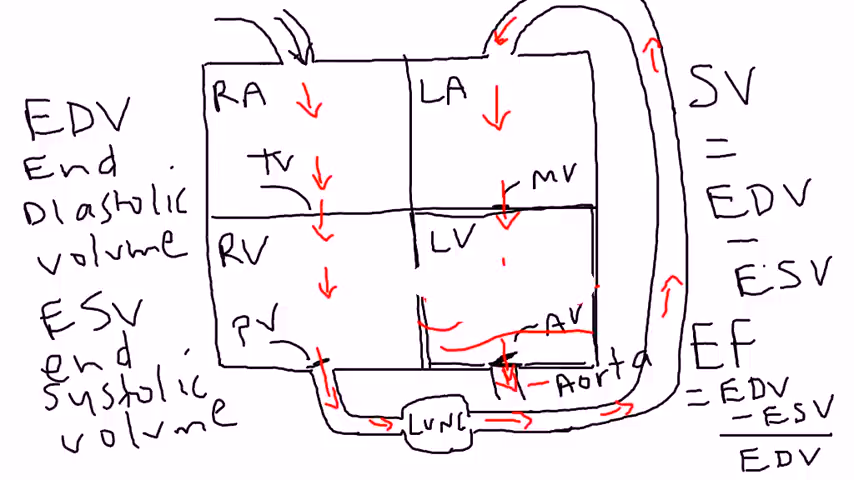 EDV
End
Diastolic
volume
ESV
end
systolic
volume
RA
LA
TV
MV
RV
LV
PV
AV
Aorta
LUNG
SV
=
EDV
-
ESV
EF
= EDV
- ESV
EDV